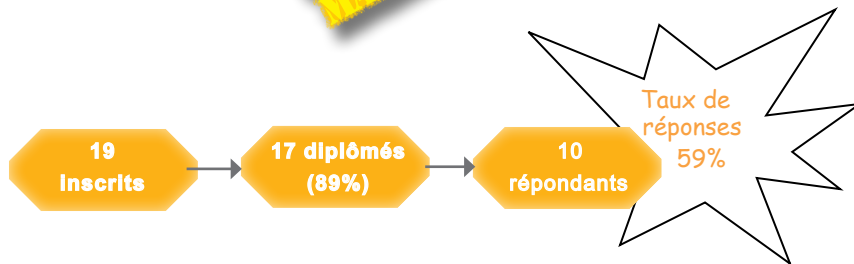 19
inscrits
17 diplômés
(89%)
10
répondants
Taux de
réponses
59%